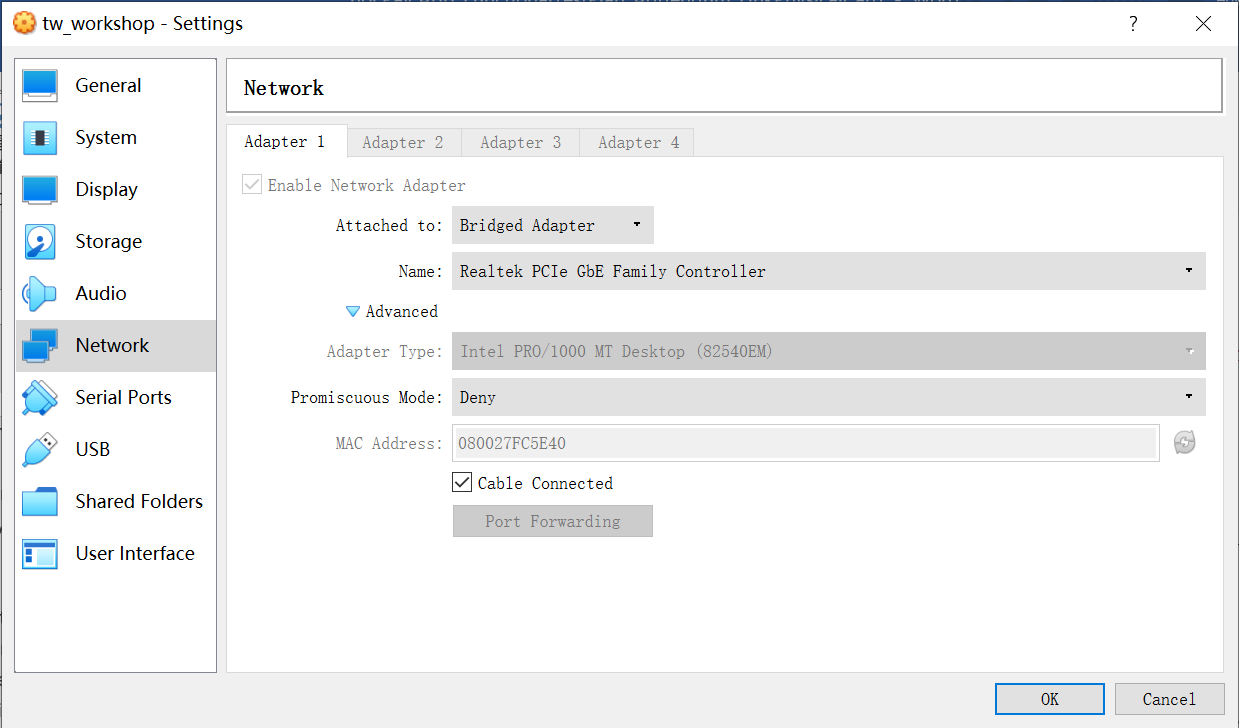 tw_workshop - Settings
?
General
System
Display
Storage
Audio
Network
Serial Ports
USB
Shared Folders
User Interface
Network
Adapter 1 Adapter 2 Adapter 3 Adapter 4
Enable Network Adapter
Attached to: Bridged Adapter
Name: Realtek PCIe GbE Family Controller
Advanced
Adapter Type: Intel PRO/1000 MT Desktop (82540EM)
Promiscuous Mode: Deny
MAC Address: 080027FC5E40
Cable Connected
Port Forwarding
OK Cancel